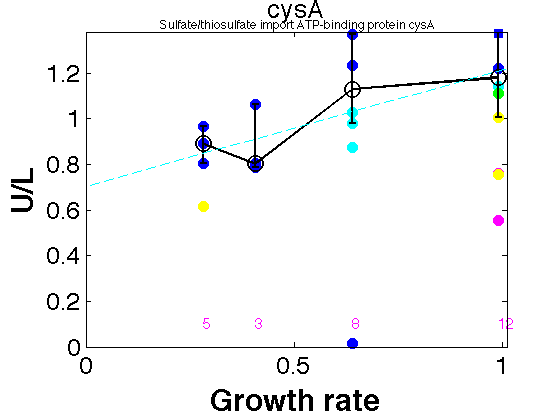 cysA
Sulfate/thiosulfate import ATP-binding protein cysA
U/L
1.2
1
0.8
0.6
0.4
0.2
0
5 3 8 12
0 0.5 1
Growth rate